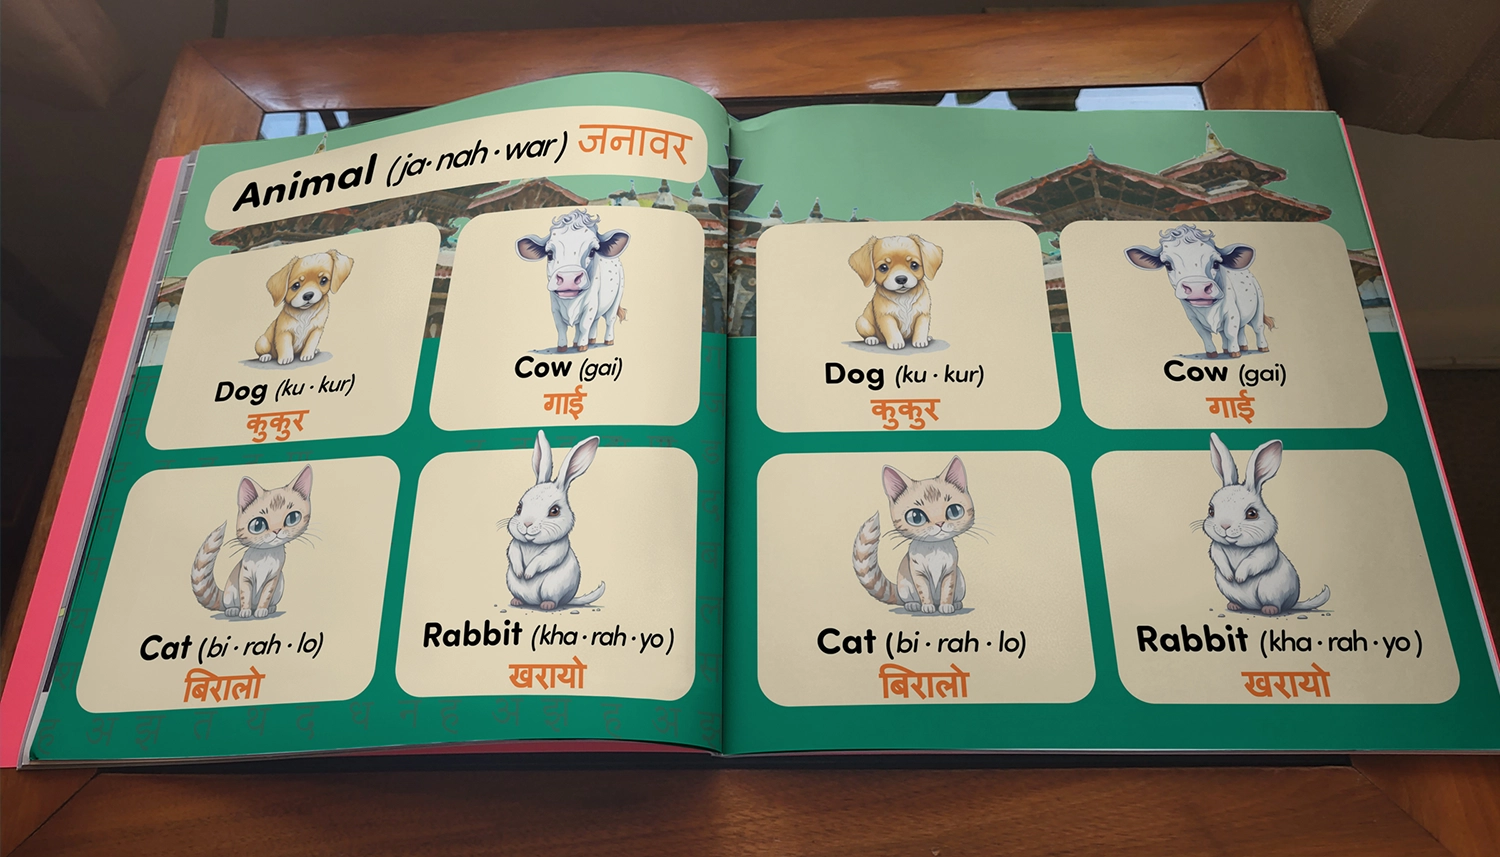 Animal (ja·nah·war) जनावर
Dog (ku·kur)
कुकुर
Cow (gai)
गाई
Cat (bi·rah·lo)
बिरालो
Rabbit (kha·rah·yo)
खरायो
Dog (ku·kur)
कुकुर
Cow (gai)
गाई
Cat (bi·rah·lo)
बिरालो
Rabbit (kha·rah·yo)
खरायो